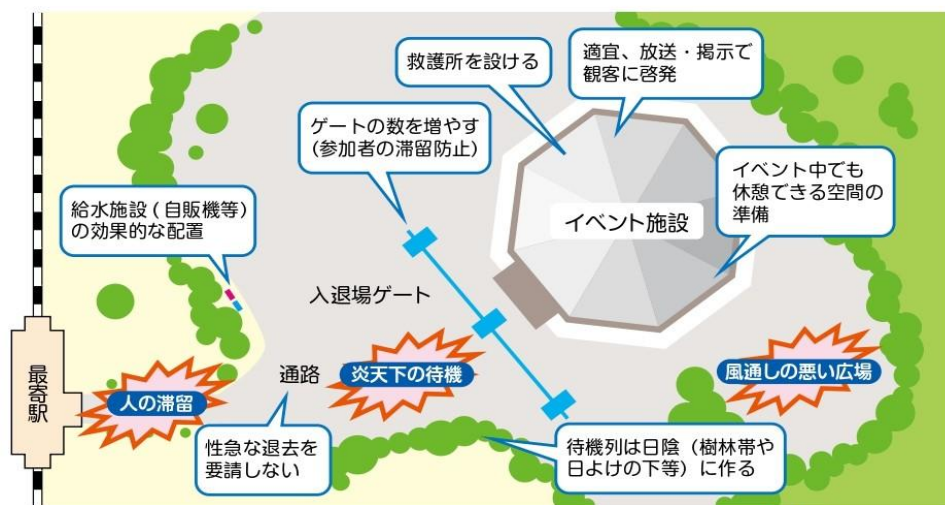 救護所を設ける
適宜、放送・掲示で
観客に啓発
ゲートの数を増やす
(参加者の滞留防止)
イベント中でも
休憩できる空間の
準備
給水施設（自販機等）
の効果的な配置
イベント施設
入退場ゲート
最寄駅
人の滞留
通路
炎天下の待機
風通しの悪い広場
性急な退去を
要請しない
待機列は日陰（樹林帯や
日よけの下等）に作る